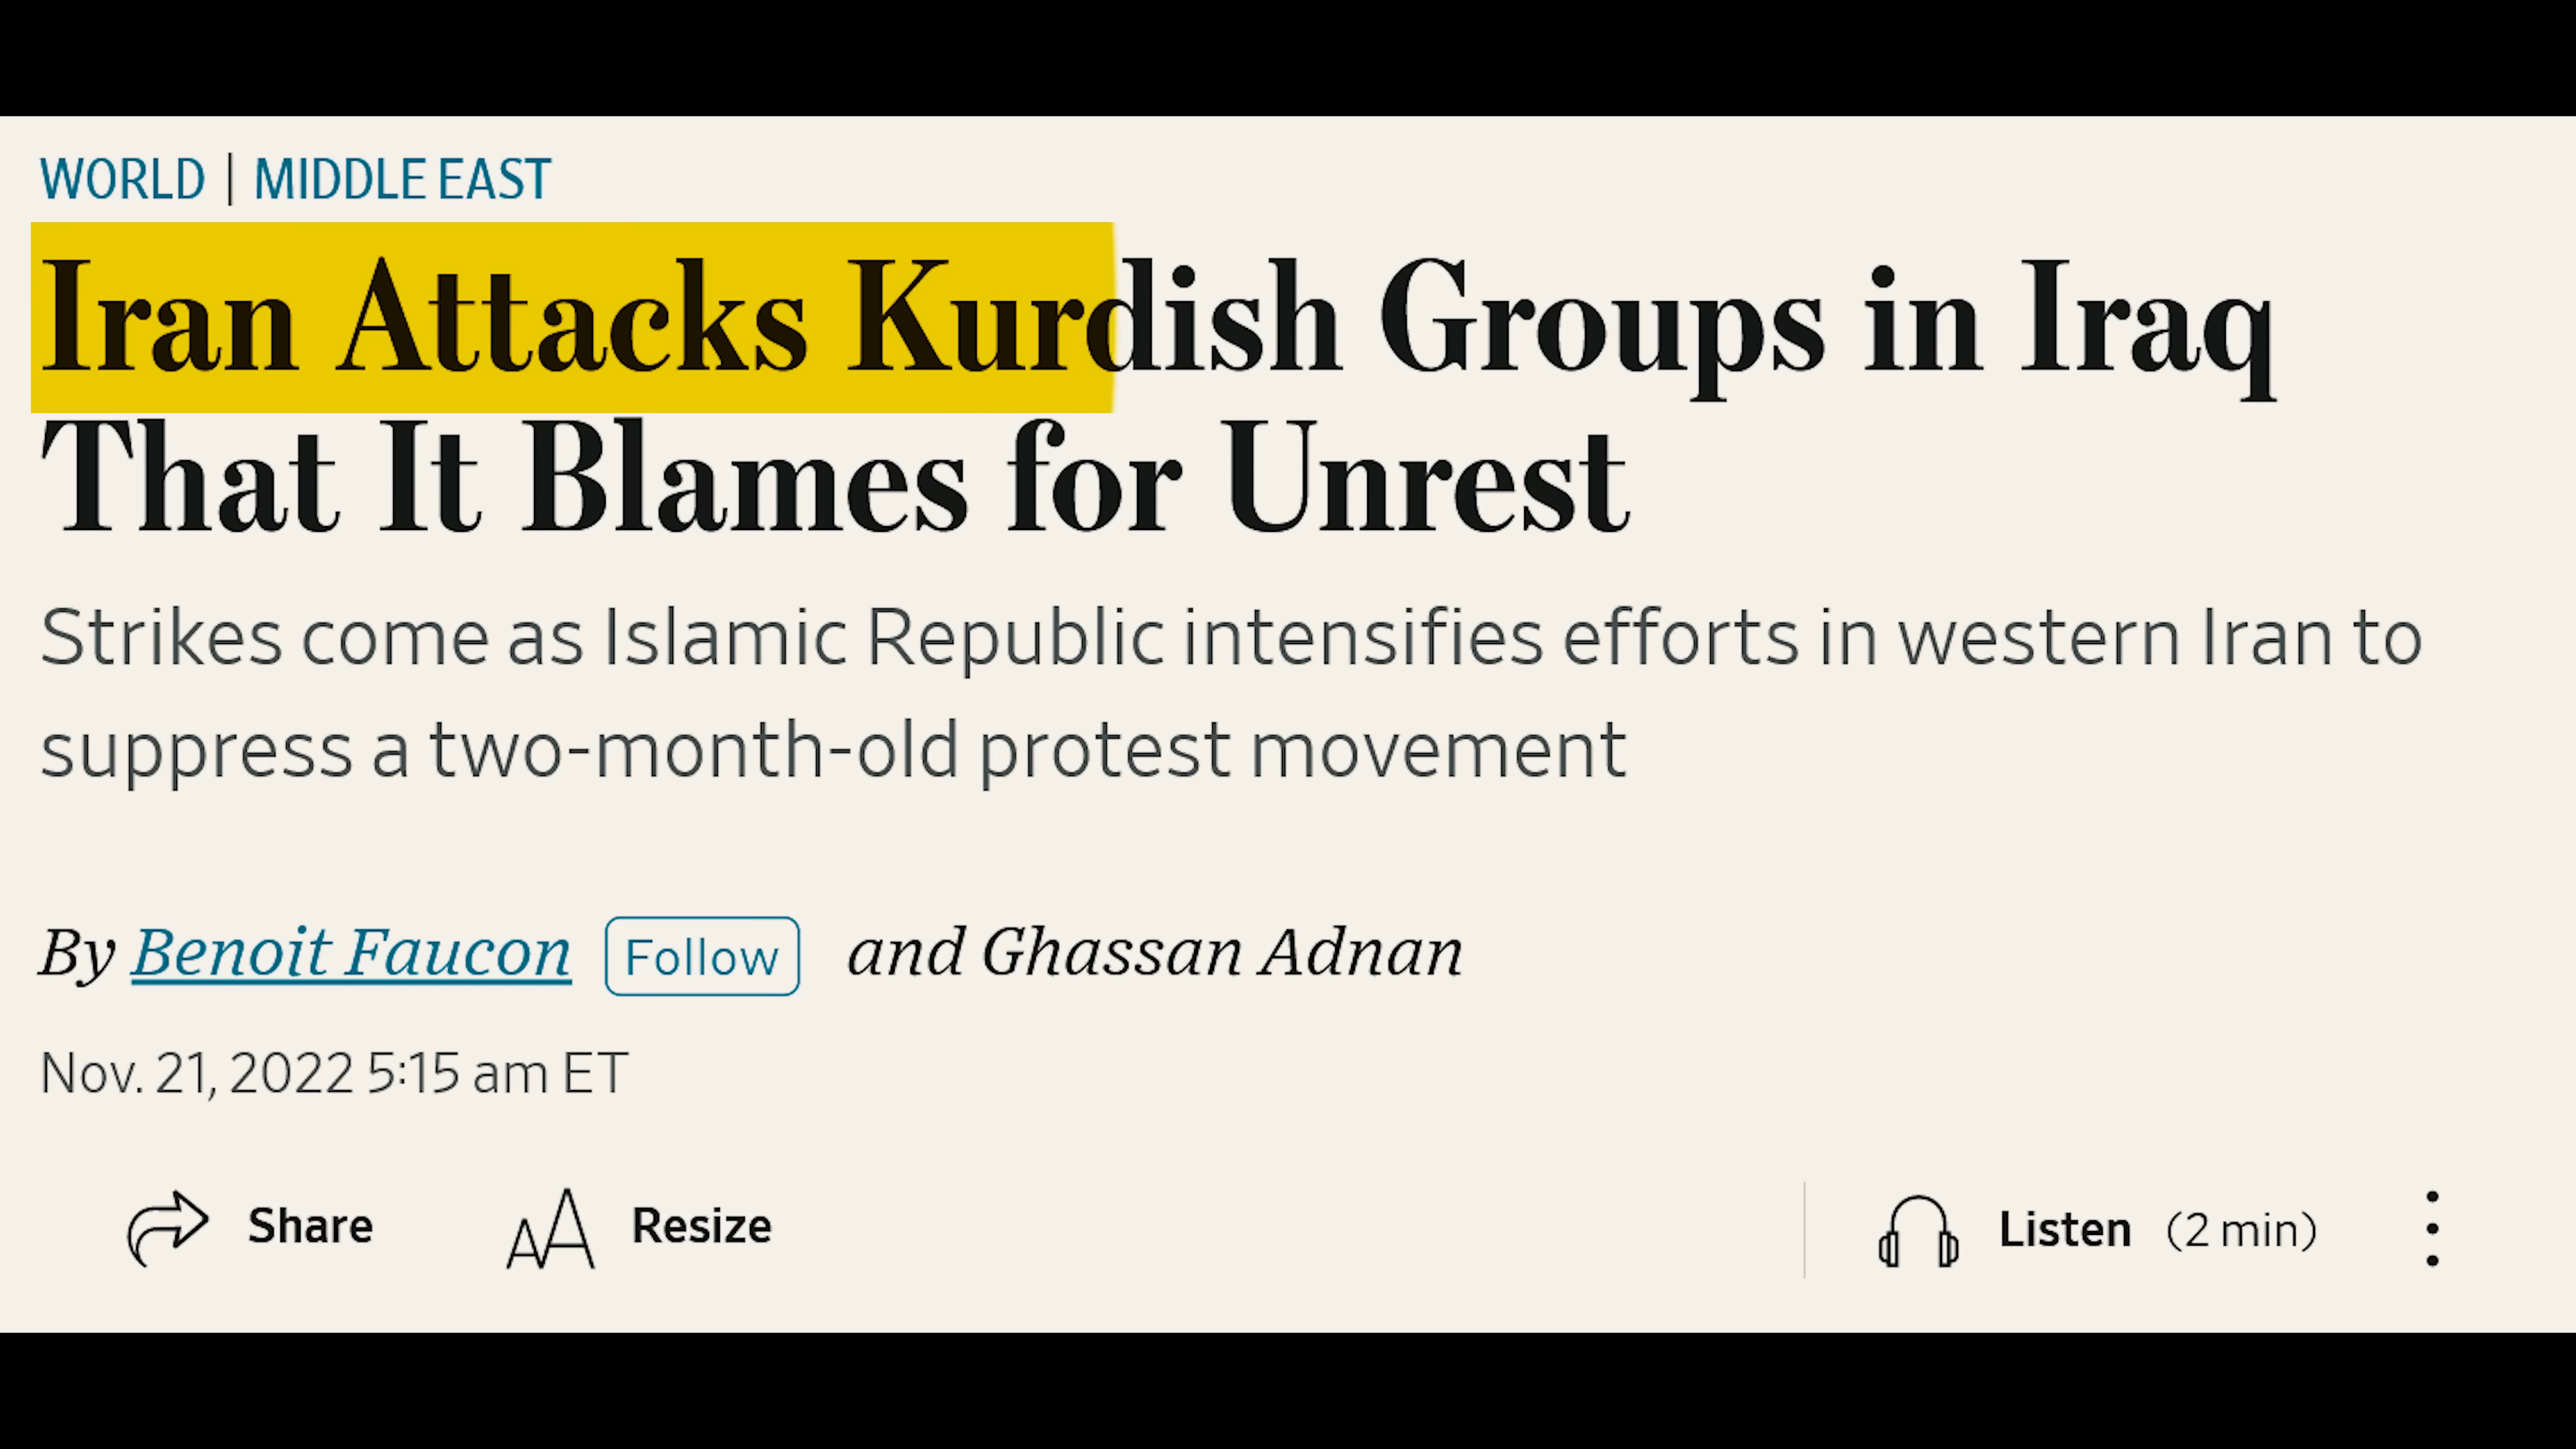 WORLD | MIDDLE EAST
Iran Attacks Kurdish Groups in Iraq
That It Blames for Unrest
Strikes come as Islamic Republic intensifies efforts in western Iran to
suppress a two-month-old protest movement
By Benoit Faucon Follow and Ghassan Adnan
Nov. 21, 2022 5:15 am ET
Share AA Resize Listen (2 min)